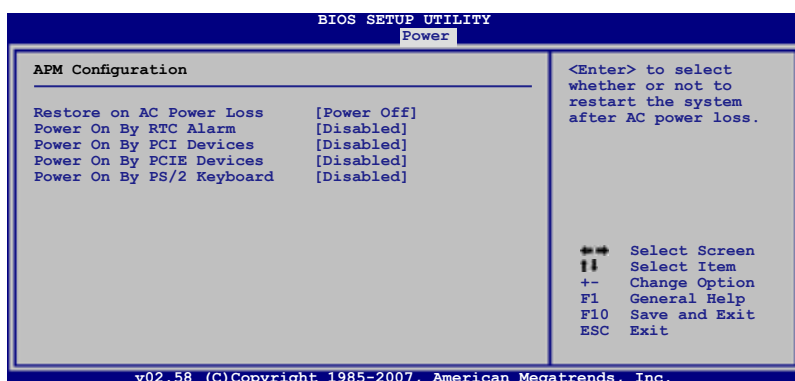 BIOS SETUP UTILITY
Power
APM Configuration
Restore on AC Power Loss [Power Off]
Power On By RTC Alarm [Disabled]
Power On By PCI Devices [Disabled]
Power On By PCIE Devices [Disabled]
Power On By PS/2 Keyboard [Disabled]
<Enter> to select
whether or not to
restart the system
after AC power loss.
Select Screen
Select Item
+- Change Option
F1 General Help
F10 Save and Exit
ESC Exit
v02.58 (C)Copyright 1985-2007, American Megatrends, Inc.